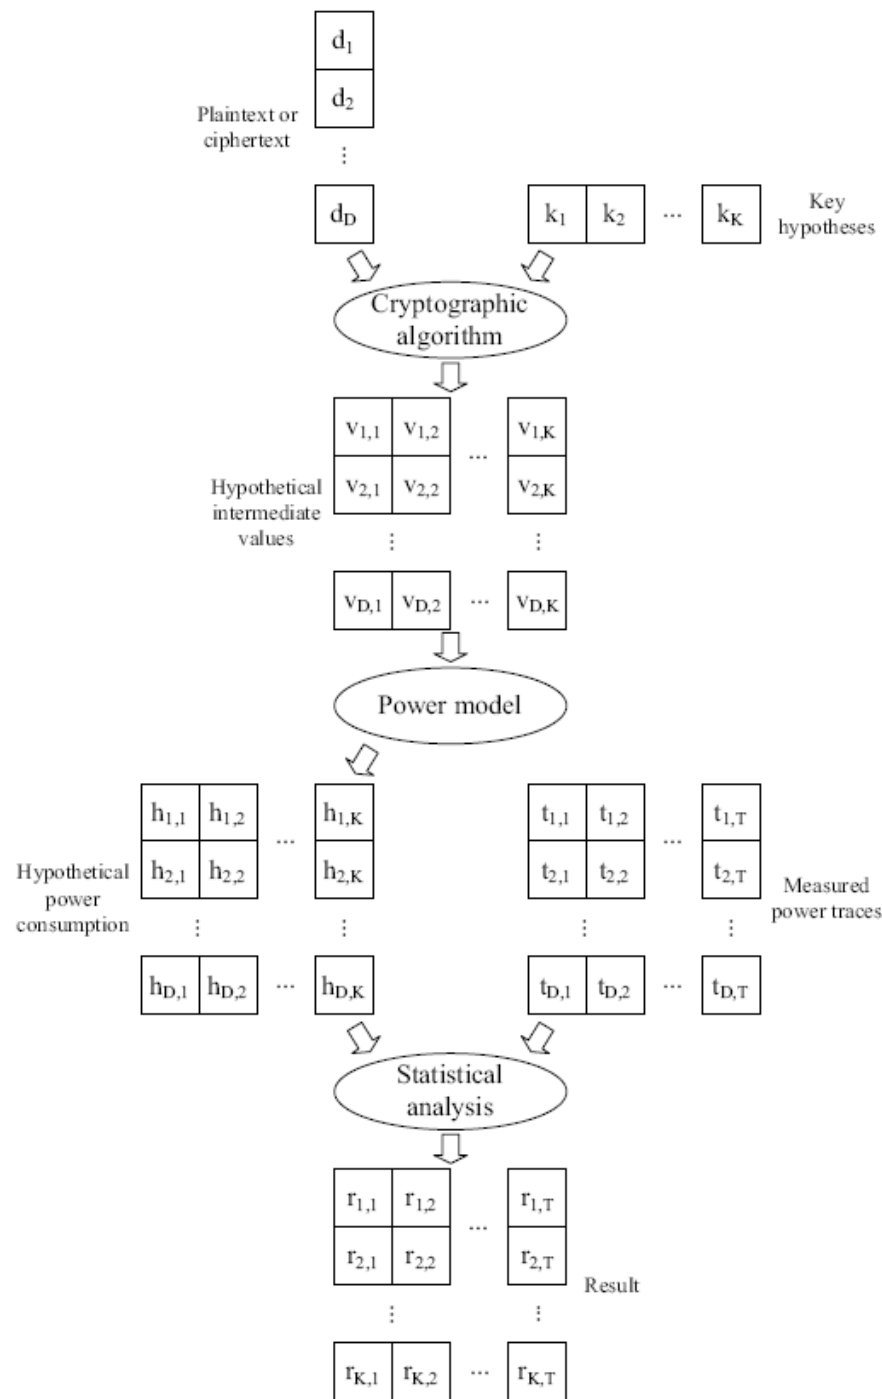 d1
d2
Plaintext or
ciphertext
⋮
dD
k1 k2 ... kK
Key
hypotheses
Cryptographic
algorithm
v1,1 v1,2 ... v1,K
v2,1 v2,2 v2,K
Hypothetical
intermediate
values
⋮ ⋮
vD,1 vD,2 ... vD,K
Power model
h1,1 h1,2 ... h1,K
h2,1 h2,2 h2,K
Hypothetical
power
consumption
⋮ ⋮
hD,1 hD,2 ... hD,K
t1,1 t1,2 ... t1,T
t2,1 t2,2 t2,T
Measured
power traces
⋮ ⋮
tD,1 tD,2 ... tD,T
Statistical
analysis
r1,1 r1,2 ... r1,T
r2,1 r2,2 r2,T
Result
⋮ ⋮
rK,1 rK,2 ... rK,T